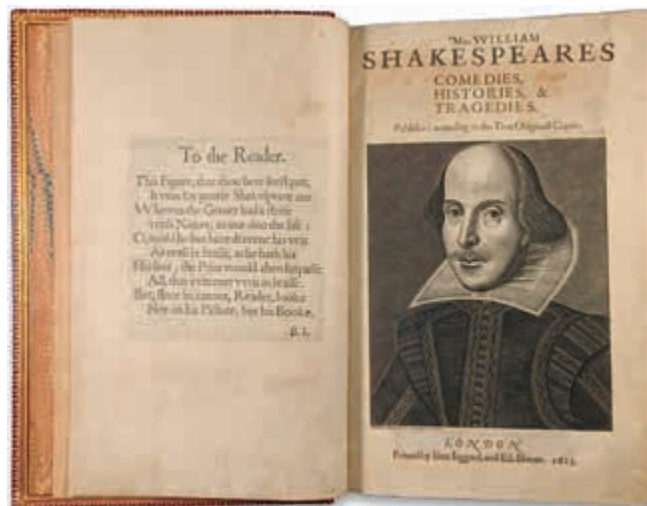 To the Reader.
This Figure, that thou here seest put,
It was for gentle Shakespeare cut
Wherein the Graver had a strife
with Nature, to out-doo the life :
O, could he but have drawne his wit
As well in brasse, as he hath hit
His face ; the Print would then surpasse
All, that was ever writ in brasse.
But, since he cannot, Reader, looke
Not on his Picture, but his Booke.
B. I.
Mr. WILLIAM
SHAKESPEARES
COMEDIES,
HISTORIES, &
TRAGEDIES.
Published according to the True Originall Copies.
LONDON
Printed by Isaac Iaggard, and Ed. Blount. 1623